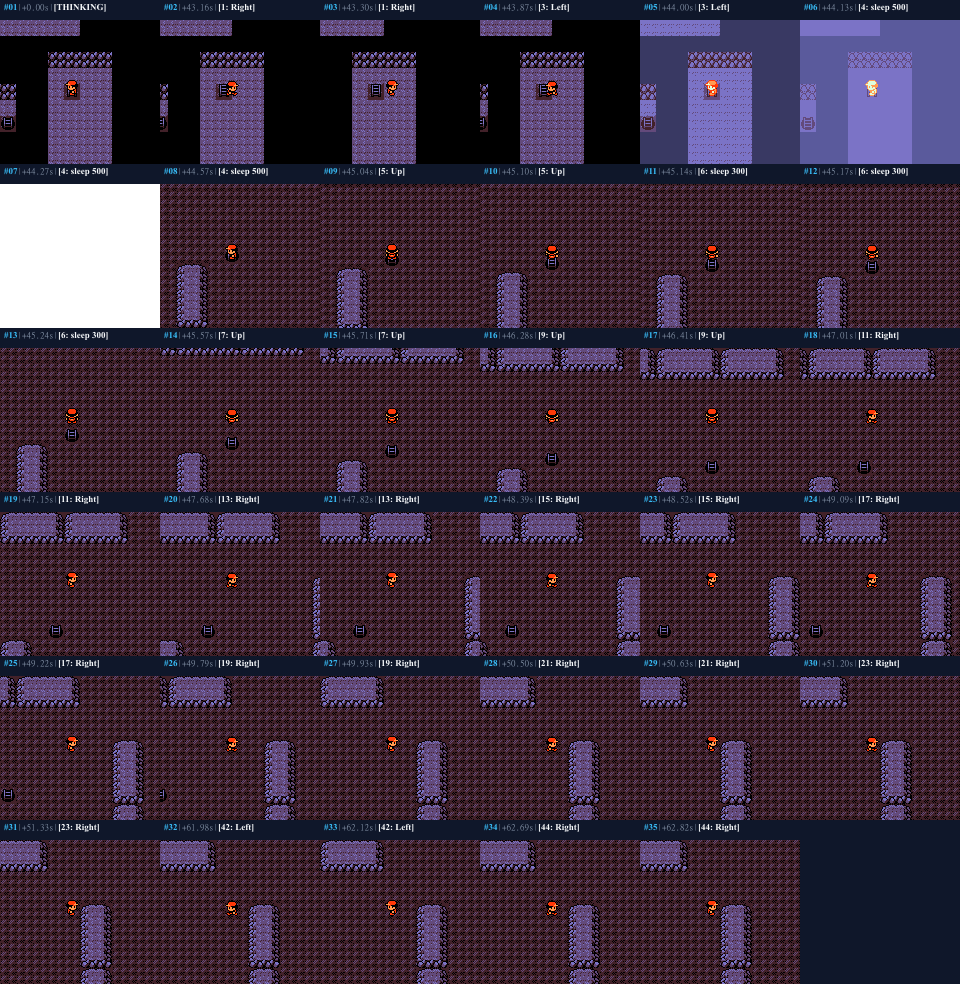 #01 | +0.00s | [THINKING]
#02 | +43.16s | [1: Right]
#03 | +43.30s | [1: Right]
#04 | +43.87s | [3: Left]
#05 | +44.00s | [3: Left]
#06 | +44.13s | [4: sleep 500]
#07 | +44.27s | [4: sleep 500]
#08 | +44.57s | [4: sleep 500]
#09 | +45.04s | [5: Up]
#10 | +45.10s | [5: Up]
#11 | +45.14s | [6: sleep 300]
#12 | +45.17s | [6: sleep 300]
#13 | +45.24s | [6: sleep 300]
#14 | +45.57s | [7: Up]
#15 | +45.71s | [7: Up]
#16 | +46.28s | [9: Up]
#17 | +46.41s | [9: Up]
#18 | +47.01s | [11: Right]
#19 | +47.15s | [11: Right]
#20 | +47.68s | [13: Right]
#21 | +47.82s | [13: Right]
#22 | +48.39s | [15: Right]
#23 | +48.52s | [15: Right]
#24 | +49.09s | [17: Right]
#25 | +49.22s | [17: Right]
#26 | +49.79s | [19: Right]
#27 | +49.93s | [19: Right]
#28 | +50.50s | [21: Right]
#29 | +50.63s | [21: Right]
#30 | +51.20s | [23: Right]
#31 | +51.33s | [23: Right]
#32 | +61.98s | [42: Left]
#33 | +62.12s | [42: Left]
#34 | +62.69s | [44: Right]
#35 | +62.82s | [44: Right]